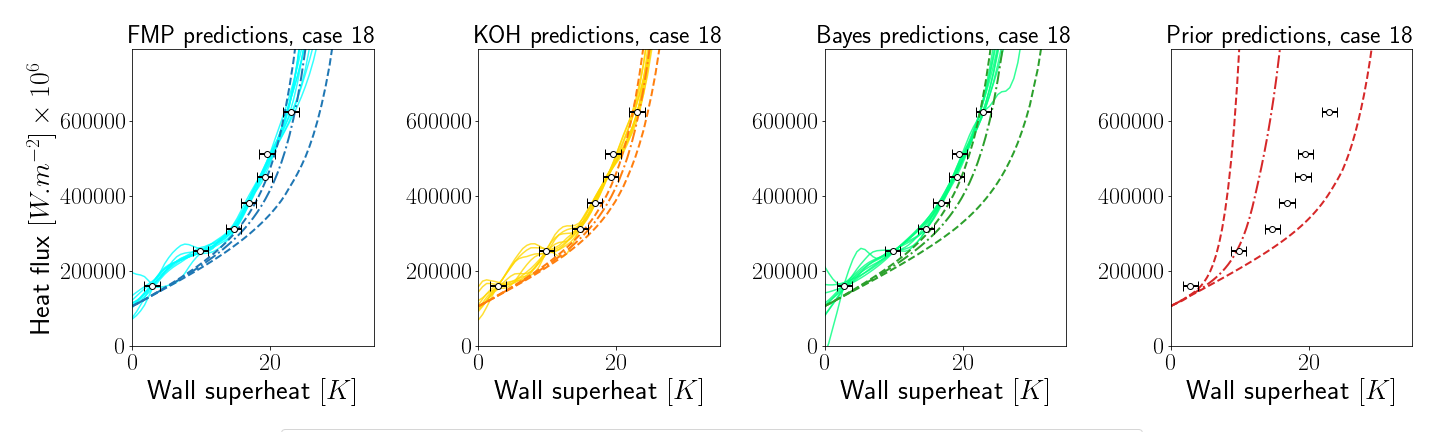 FMP predictions, case 18
KOH predictions, case 18
Bayes predictions, case 18
Prior predictions, case 18
Heat flux [W.m⁻²] × 10⁶
600000
400000
200000
0
600000
400000
200000
0
600000
400000
200000
0
600000
400000
200000
0
0 20
0 20
0 20
0 20
Wall superheat [K]
Wall superheat [K]
Wall superheat [K]
Wall superheat [K]